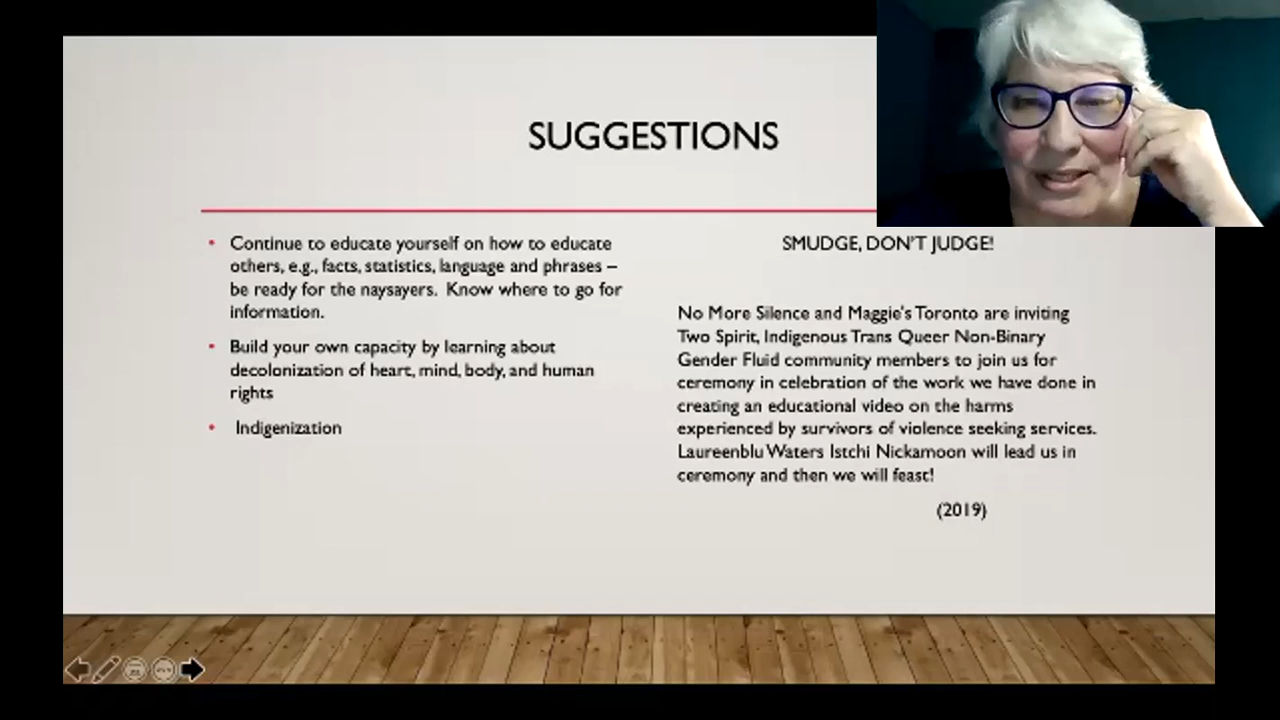 SUGGESTIONS
• Continue to educate yourself on how to educate
others, e.g., facts, statistics, language and phrases –
be ready for the naysayers.  Know where to go for
information.
• Build your own capacity by learning about
decolonization of heart, mind, body, and human
rights
• Indigenization
SMUDGE, DON'T JUDGE!
No More Silence and Maggie's Toronto are inviting
Two Spirit, Indigenous Trans Queer Non-Binary
Gender Fluid community members to join us for
ceremony in celebration of the work we have done in
creating an educational video on the harms
experienced by survivors of violence seeking services.
Laureenblu Waters Istchi Nickamoon will lead us in
ceremony and then we will feast!
(2019)